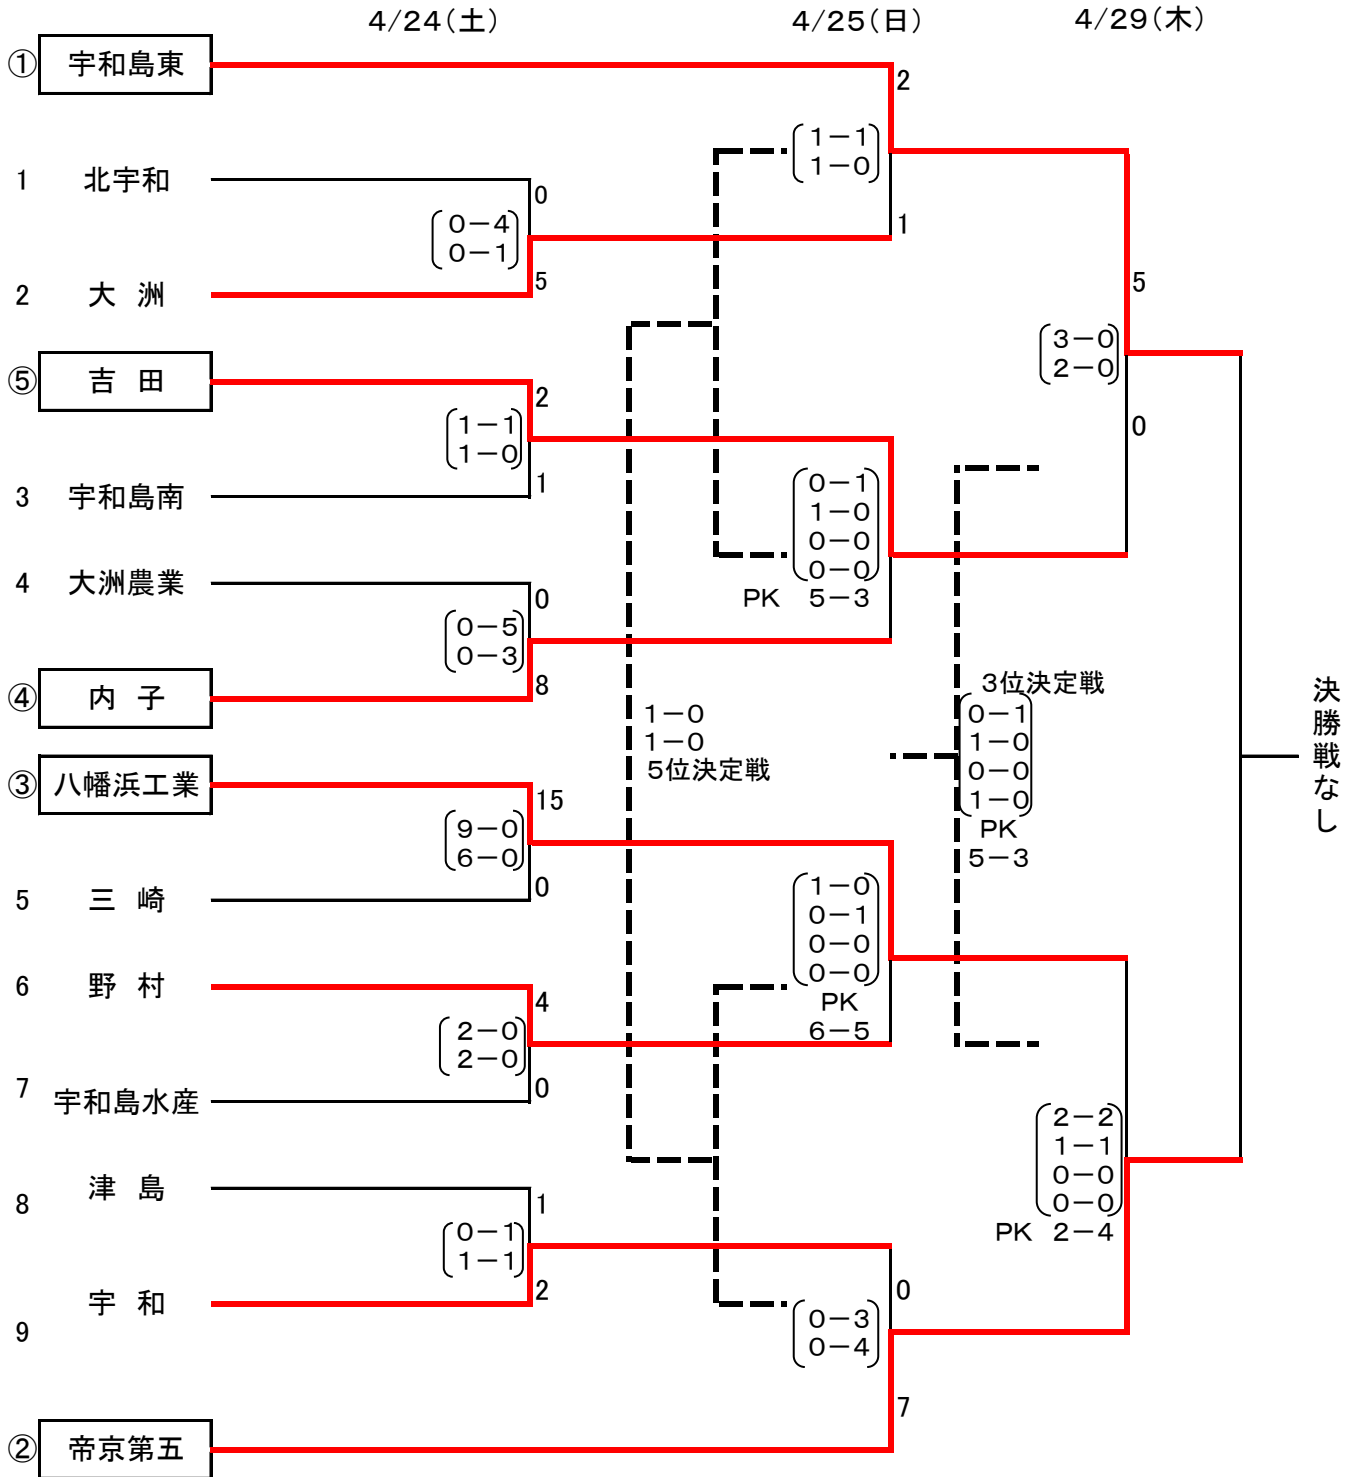 4/24(土)
4/25(日)
4/29(木)
① 宇和島東
2
1-1
1-0
1 北宇和
0
1
0-4
0-1
2 大 洲
5
5
3-0
2-0
⑤ 吉 田
2
1-1
1-0
0
1
3 宇和島南
0-1
1-0
0-0
0-0
PK 5-3
4 大洲農業
0
0-5
0-3
④ 内 子
8
3位決定戦
0-1
1-0
0-0
1-0
PK
5-3
1-0
1-0
5位決定戦
決勝戦なし
③ 八幡浜工業
15
9-0
6-0
0
5 三 崎
1-0
0-1
0-0
0-0
PK
6-5
6 野 村
4
2-0
2-0
0
7 宇和島水産
2-2
1-1
0-0
0-0
PK 2-4
8 津 島
1
0-1
1-1
2
宇 和
9
0
0-3
0-4
7
② 帝京第五